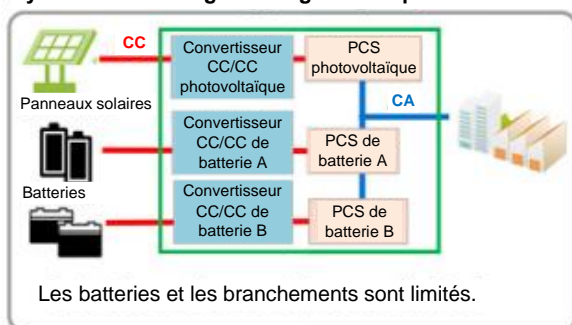 CC
Convertisseur
CC/CC
photovoltaïque
PCS
photovoltaïque
Panneaux solaires
CA
Convertisseur
CC/CC de
batterie A
PCS de
batterie A
Batteries
Convertisseur
CC/CC de
batterie B
PCS de
batterie B
Les batteries et les branchements sont limités.